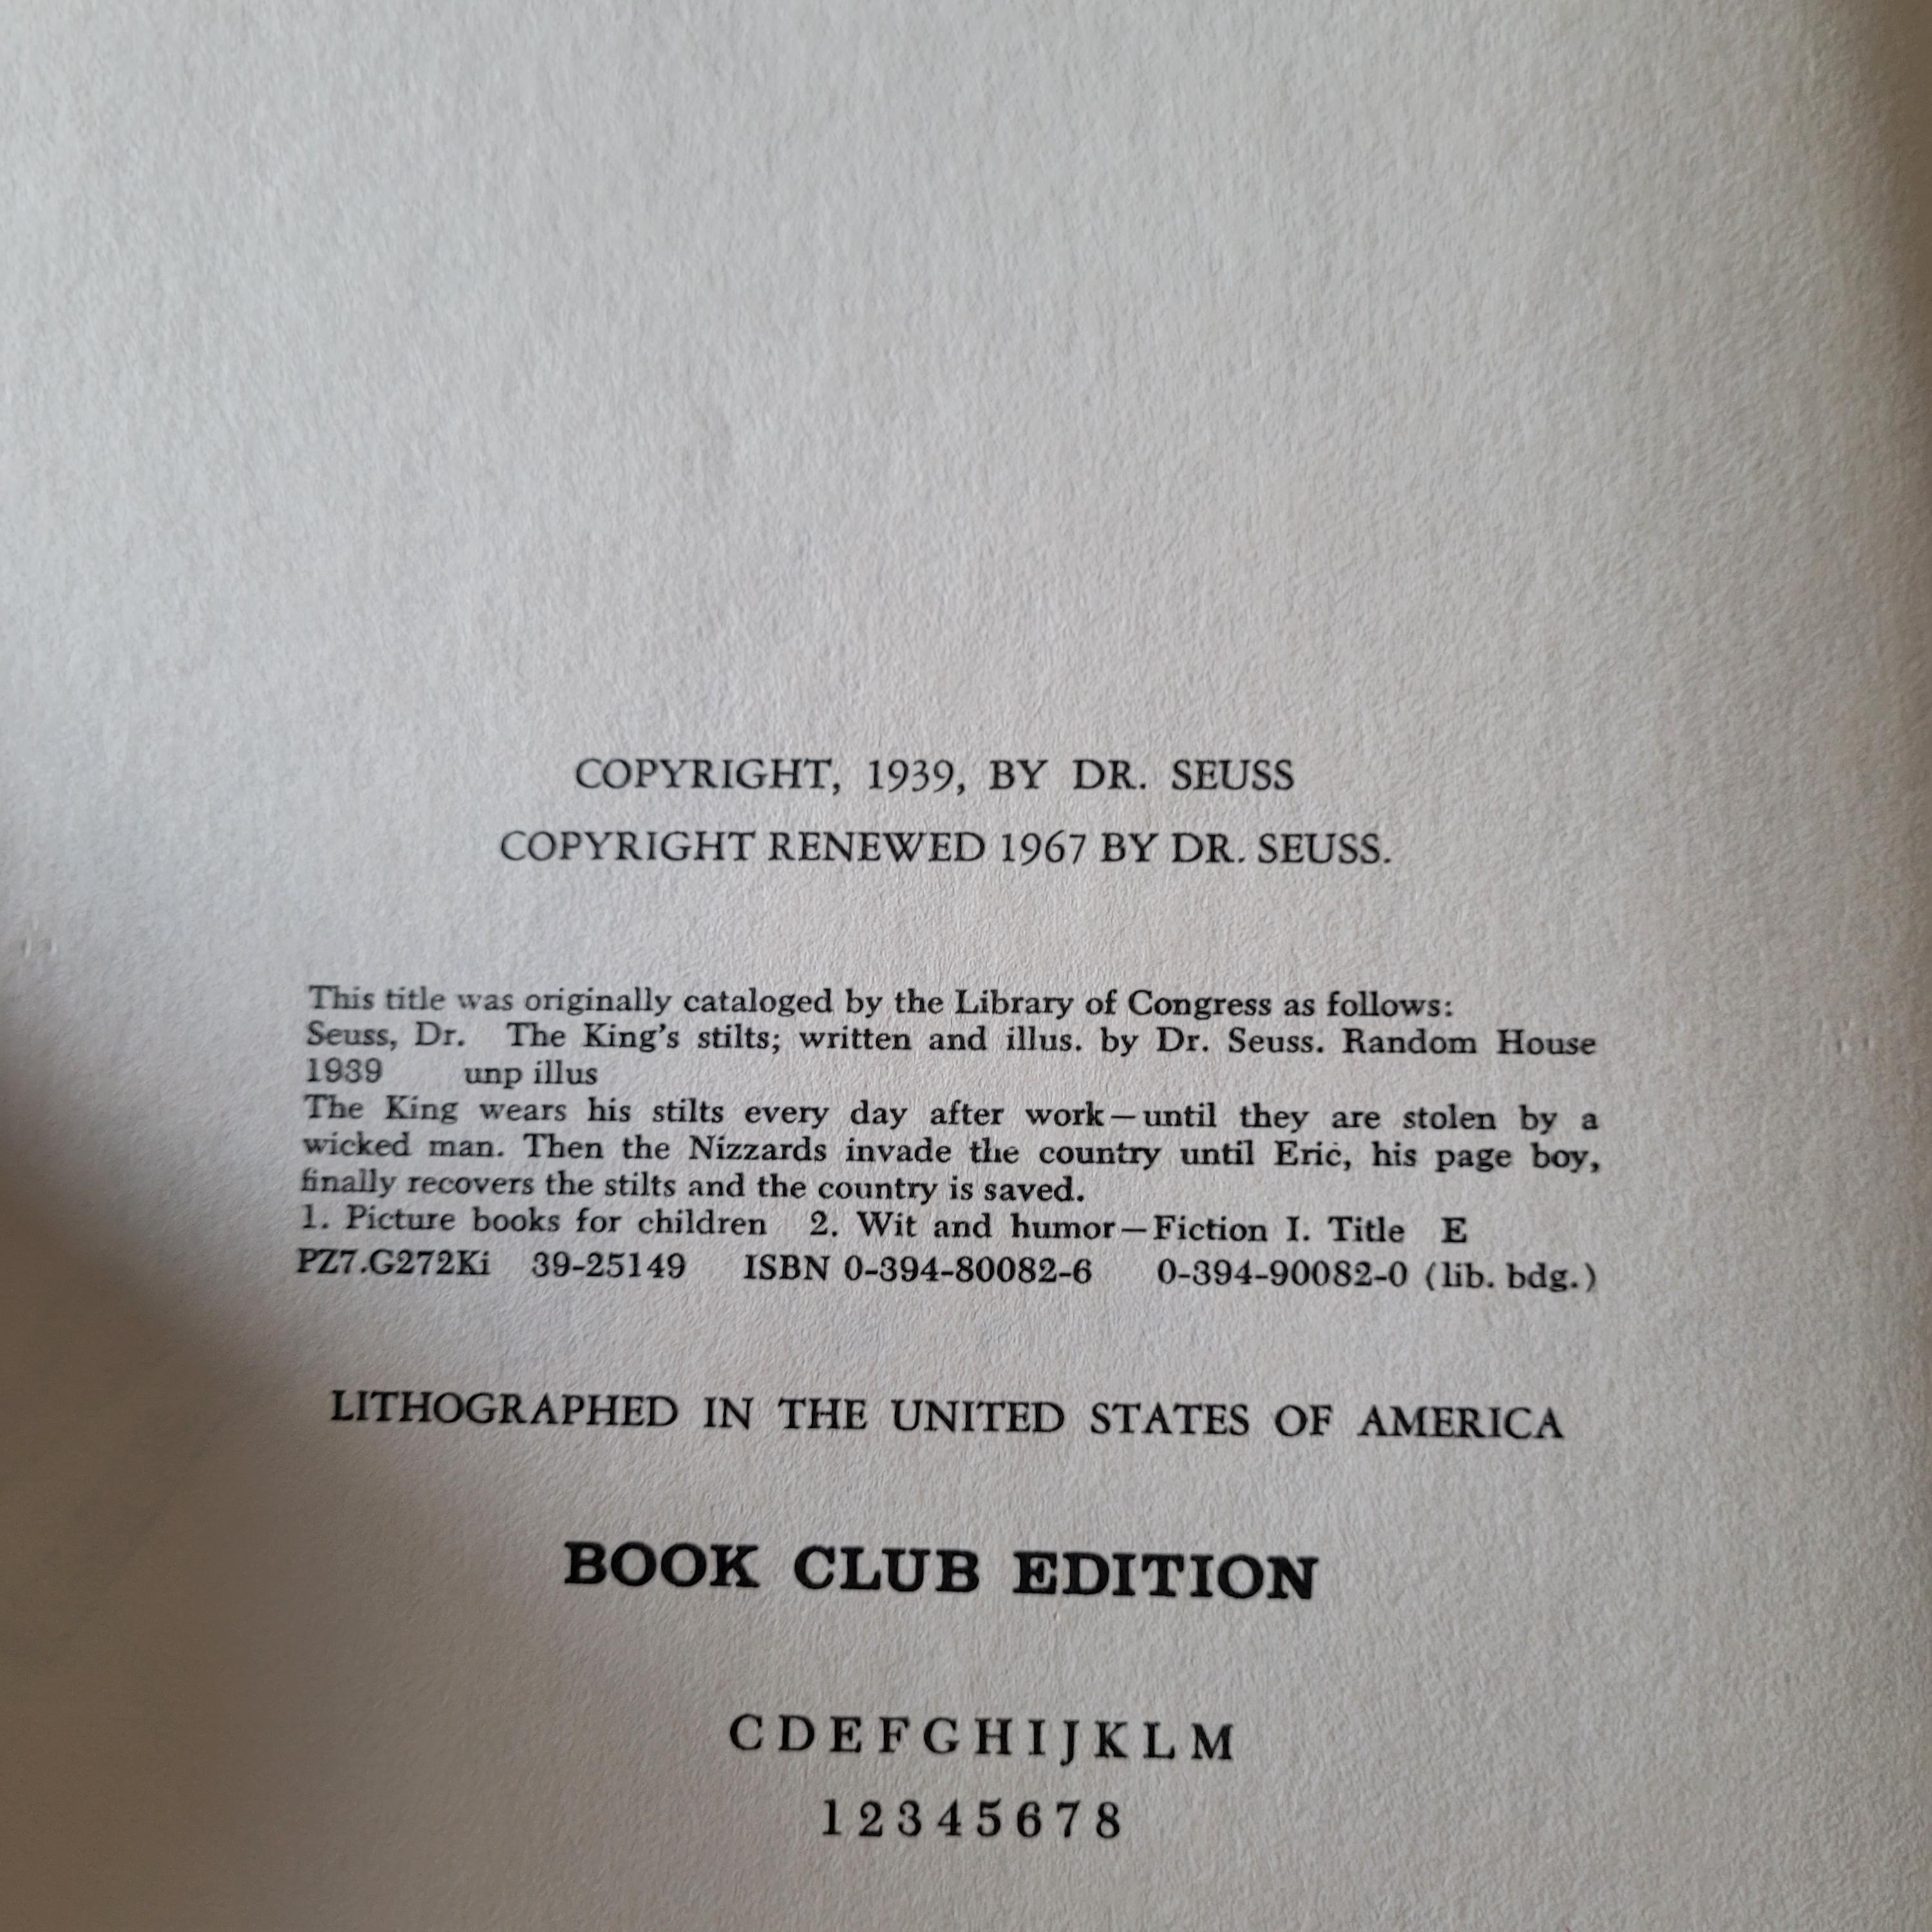 COPYRIGHT, 1939, BY DR. SEUSS
COPYRIGHT RENEWED 1967 BY DR. SEUSS.
This title was originally cataloged by the Library of Congress as follows:
Seuss, Dr. The King's stilts; written and illus. by Dr. Seuss. Random House
1939 unp illus
The King wears his stilts every day after work—until they are stolen by a
wicked man. Then the Nizzards invade the country until Eric, his page boy,
finally recovers the stilts and the country is saved.
1. Picture books for children 2. Wit and humor—Fiction I. Title E
PZ7.G272Ki 39-25149 ISBN 0-394-80082-6 0-394-90082-0 (lib. bdg.)
LITHOGRAPHED IN THE UNITED STATES OF AMERICA
BOOK CLUB EDITION
C D E F G H I J K L M
1 2 3 4 5 6 7 8